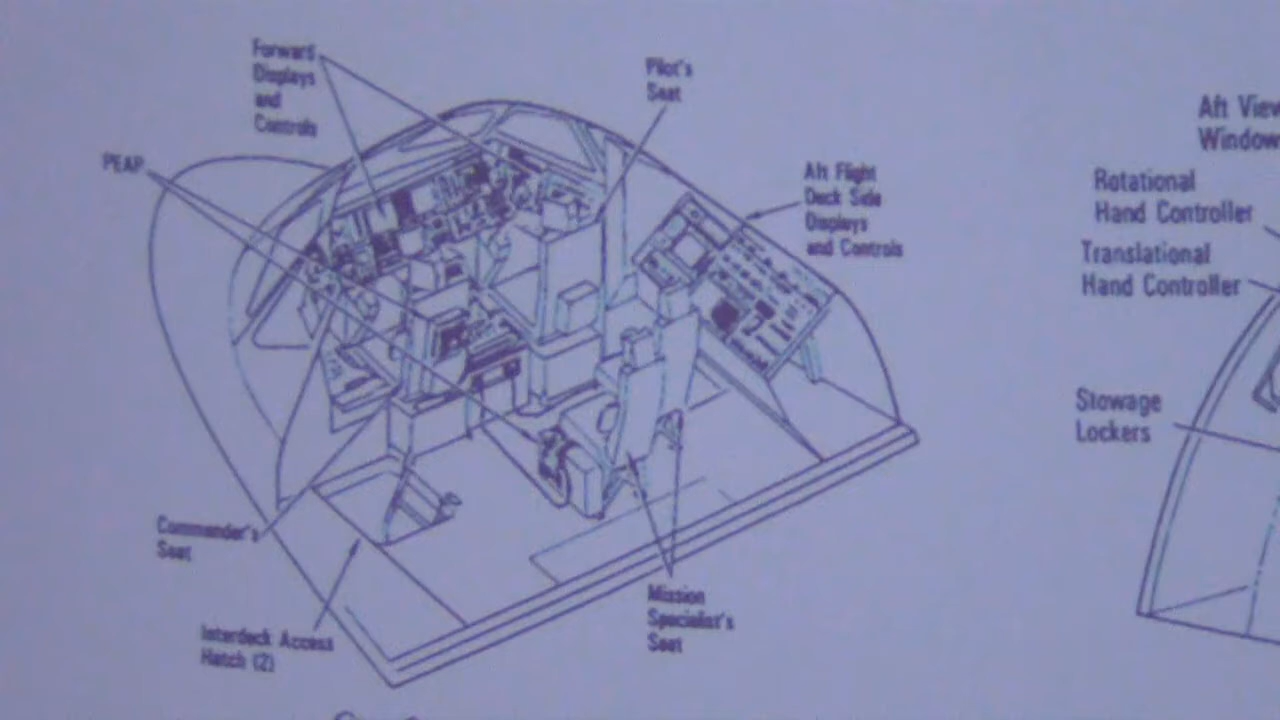 Forward
Displays
and
Controls
PEAP
Pilot's
Seat
Aft Flight
Deck Side
Displays
and Controls
Commander's
Seat
Interdeck Access
Hatch (2)
Mission
Specialist's
Seat
Aft View
Window
Rotational
Hand Controller
Translational
Hand Controller
Stowage
Lockers